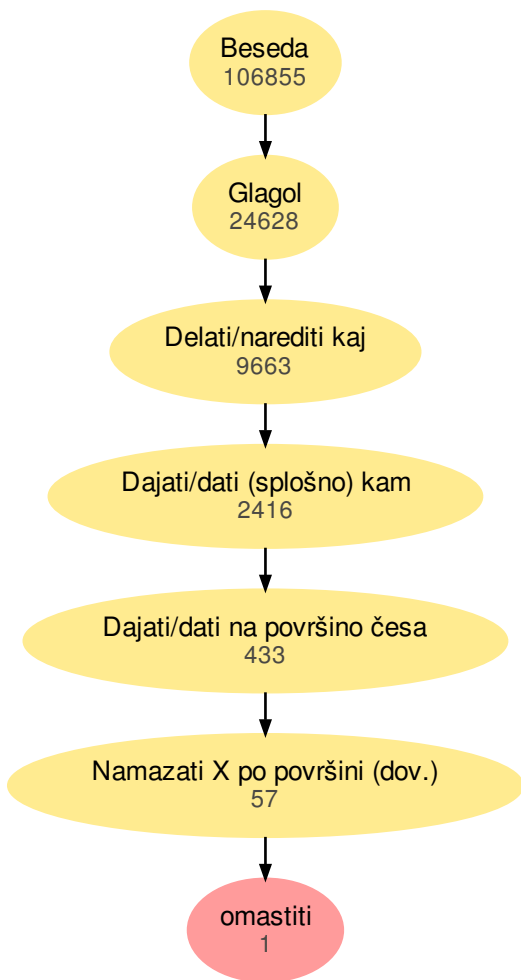 Beseda
106855
Glagol
24628
Delati/narediti kaj
9663
Dajati/dati (splošno) kam
2416
Dajati/dati na površino česa
433
Namazati X po površini (dov.)
57
omastiti
1